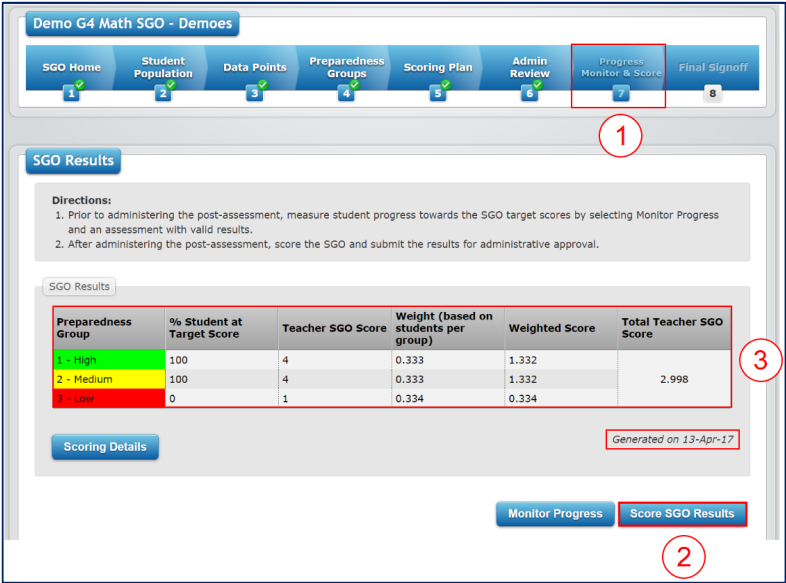 Demo G4 Math SGO - Demoes
SGO Home
Student
Population
Data Points
Preparedness
Groups
Scoring Plan
Admin
Review
Progress
Monitor & Score
Final Signoff
1 2 3 4 5 6 7 8
1
SGO Results
Directions:
1. Prior to administering the post-assessment, measure student progress towards the SGO target scores by selecting Monitor Progress
and an assessment with valid results.
2. After administering the post-assessment, score the SGO and submit the results for administrative approval.
SGO Results
Preparedness
Group
% Student at
Target Score
Teacher SGO Score
Weight (based on
students per
group)
Weighted Score
Total Teacher SGO
Score
1 - High 100 4 0.333 1.332
2 - Medium 100 4 0.333 1.332 2.998
3 - Low 0 1 0.334 0.334
3
Scoring Details
Generated on 13-Apr-17
Monitor Progress Score SGO Results
2